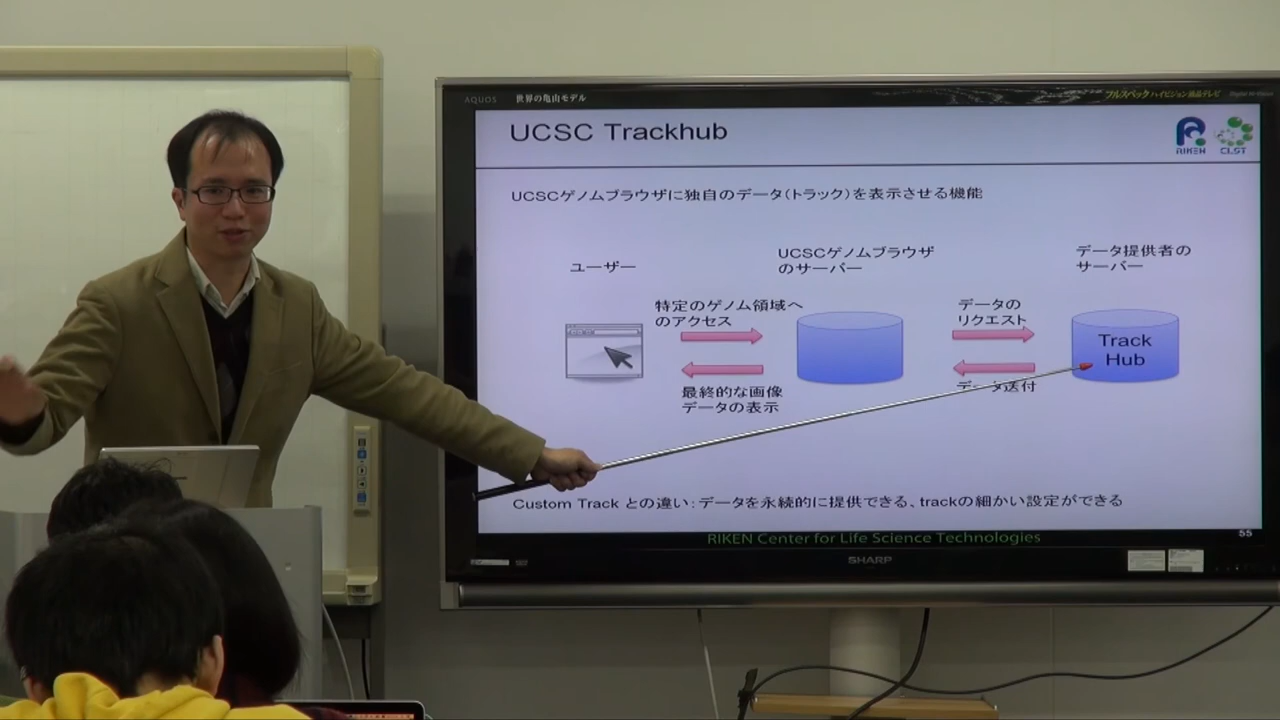 AQUOS 世界の亀山モデル
フルスペックハイビジョン液晶テレビ
UCSC Trackhub
RIKEN CLST
UCSCゲノムブラウザに独自のデータ(トラック)を表示させる機能
ユーザー
UCSCゲノムブラウザ
のサーバー
データ提供者の
サーバー
特定のゲノム領域へ
のアクセス
データの
リクエスト
Track
Hub
最終的な画像
データの表示
データ送付
Custom Track との違い:データを永続的に提供できる、trackの細かい設定ができる
RIKEN Center for Life Science Technologies
55
SHARP